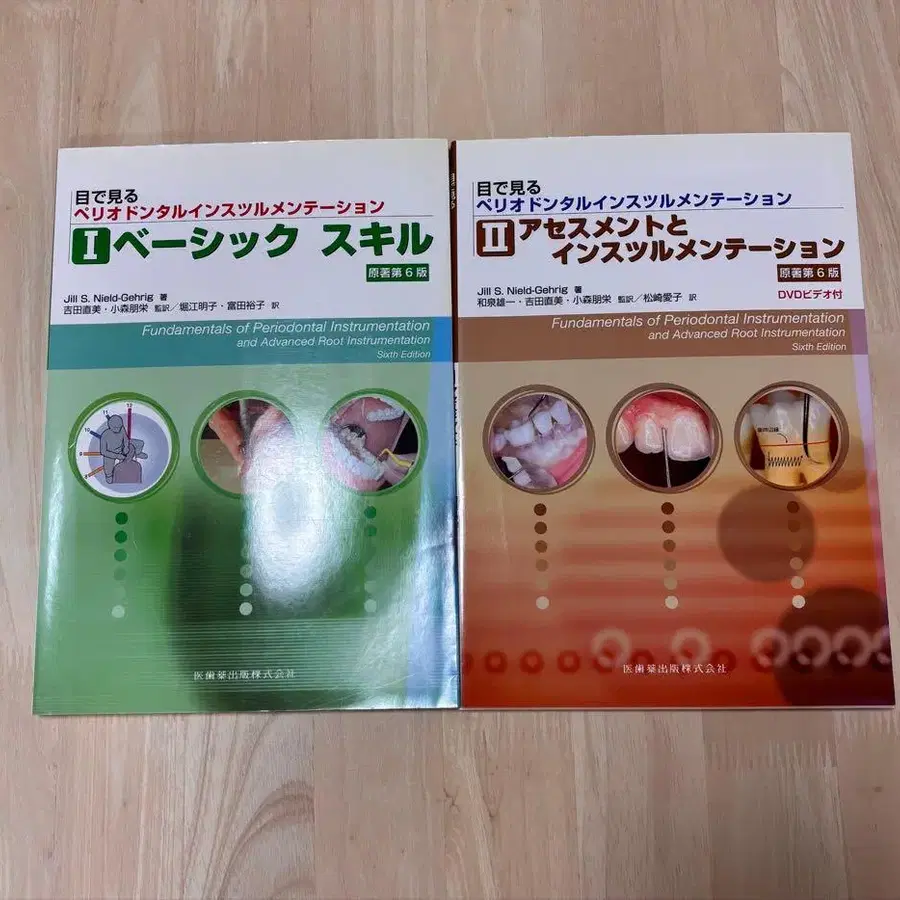 目で見る
ペリオドンタルインスツルメンテーション
I ベーシック スキル
原著第6版
Jill S. Nield-Gehrig 著
吉田直美・小森朋栄 監訳／堀江明子・富田裕子 訳
Fundamentals of Periodontal Instrumentation
and Advanced Root Instrumentation
Sixth Edition
12
11
10
9
医歯薬出版株式会社
目で見る
ペリオドンタルインスツルメンテーション
II アセスメントと
インスツルメンテーション
原著第6版
Jill S. Nield-Gehrig 著
和泉雄一・吉田直美・小森朋栄 監訳／松崎愛子 訳
DVDビデオ付
Fundamentals of Periodontal Instrumentation
and Advanced Root Instrumentation
Sixth Edition
医歯薬出版株式会社